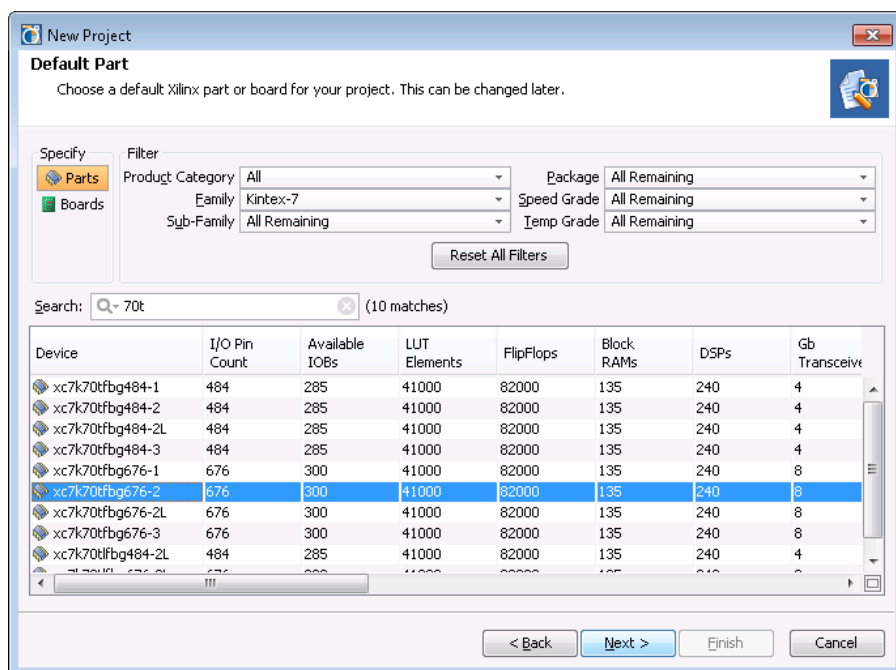 New Project
Default Part
Choose a default Xilinx part or board for your project. This can be changed later.
Specify
Filter
Parts
Boards
Product Category All
Family Kintex-7
Sub-Family All Remaining
Package All Remaining
Speed Grade All Remaining
Temp Grade All Remaining
Reset All Filters
Search: 70t (10 matches)
Device I/O Pin Count Available IOBs LUT Elements FlipFlops Block RAMs DSPs Gb Transceive
xc7k70tfbg484-1 484 285 41000 82000 135 240 4
xc7k70tfbg484-2 484 285 41000 82000 135 240 4
xc7k70tfbg484-2L 484 285 41000 82000 135 240 4
xc7k70tfbg484-3 484 285 41000 82000 135 240 4
xc7k70tfbg676-1 676 300 41000 82000 135 240 8
xc7k70tfbg676-2 676 300 41000 82000 135 240 8
xc7k70tfbg676-2L 676 300 41000 82000 135 240 8
xc7k70tfbg676-3 676 300 41000 82000 135 240 8
xc7k70tlfbg484-2L 484 285 41000 82000 135 240 4
< Back Next > Finish Cancel